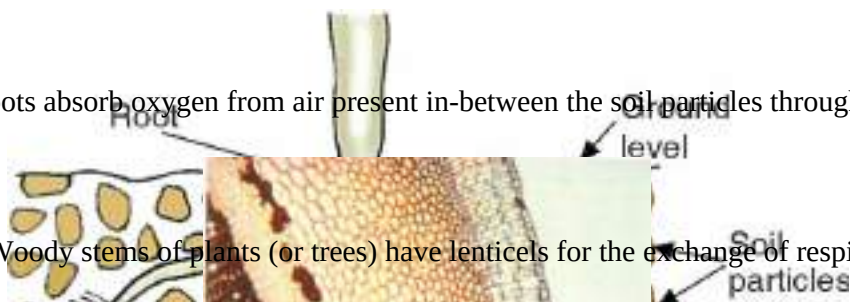 ots absorb oxygen from air present in-between the soil particles through
Root
Ground
level
Woody stems of plants (or trees) have lenticels for the exchange of respi
Soil
particles